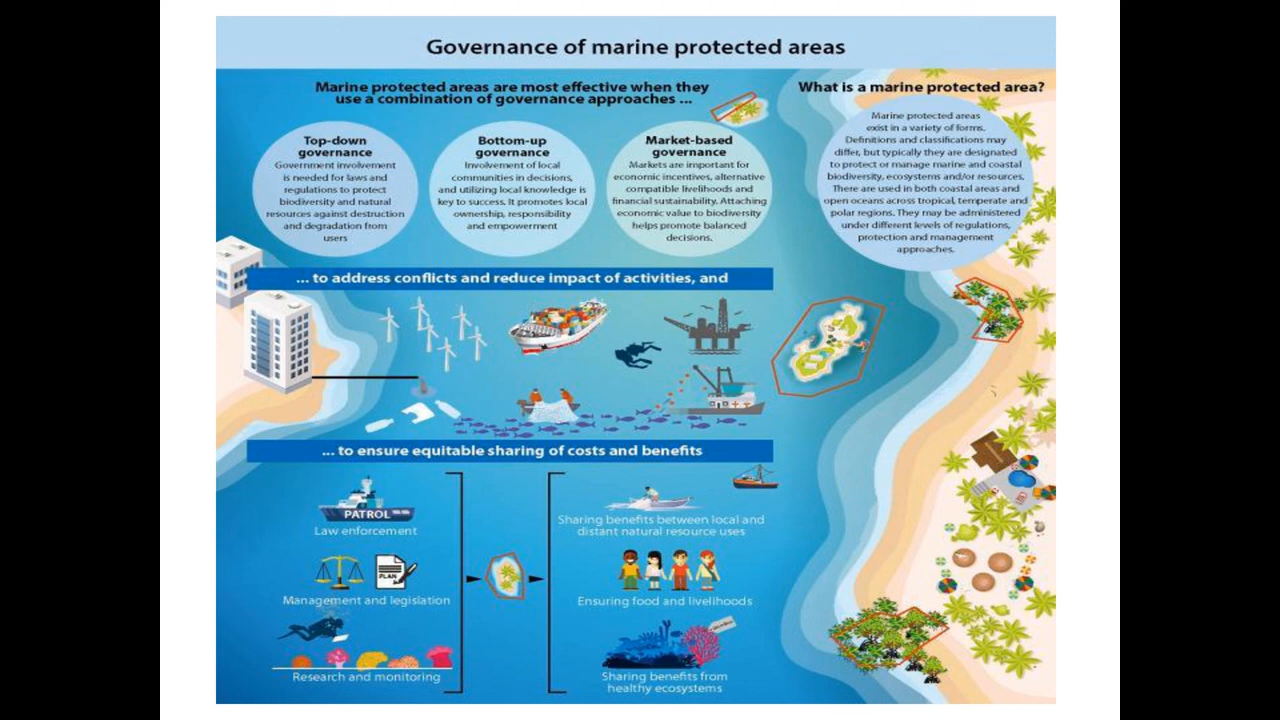 Governance of marine protected areas
Marine protected areas are most effective when they
use a combination of governance approaches ...
Top-down
governance
Government involvement
is needed for laws and
regulations to protect
biodiversity and natural
resources against destruction
and degradation from
users
Bottom-up
governance
Involvement of local
communities in decisions,
and utilizing local knowledge is
key to success. It promotes local
ownership, responsibility
and empowerment
Market-based
governance
Markets are important for
economic incentives, alternative
compatible livelihoods and
financial sustainability. Attaching
economic value to biodiversity
helps promote balanced
decisions.
What is a marine protected area?
Marine protected areas
exist in a variety of forms.
Definitions and classifications may
differ, but typically they are designated
to protect or manage marine and coastal
biodiversity, ecosystems and/or resources.
There are used in both coastal areas and
open oceans across tropical, temperate and
polar regions. They may be administered
under different levels of regulations,
protection and management
approaches.
... to address conflicts and reduce impact of activities, and
... to ensure equitable sharing of costs and benefits
PATROL
Law enforcement
PLAN
Management and legislation
Research and monitoring
Sharing benefits between local and
distant natural resource uses
Ensuring food and livelihoods
Sharing benefits from
healthy ecosystems